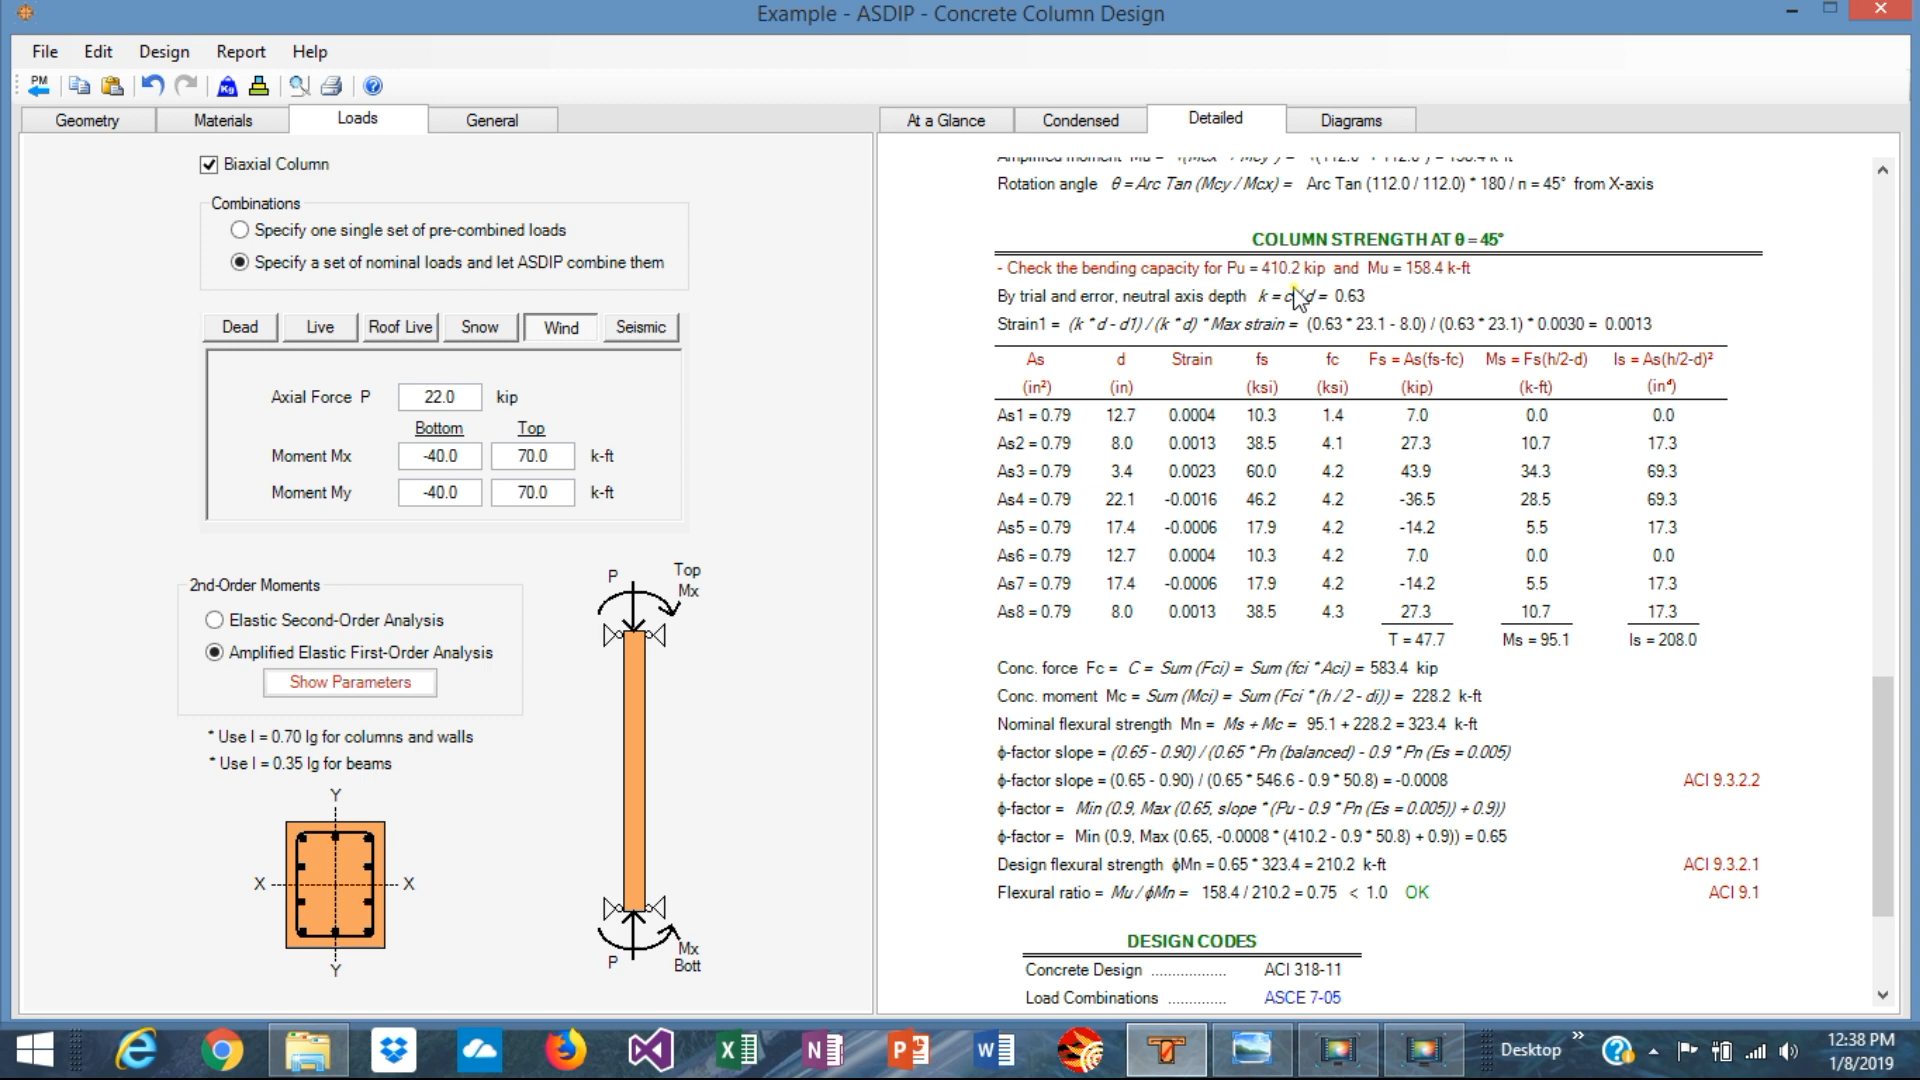 Example - ASDIP - Concrete Column Design
File Edit Design Report Help
PM
Kg
Geometry Materials Loads General
Biaxial Column
Combinations
Specify one single set of pre-combined loads
Specify a set of nominal loads and let ASDIP combine them
Dead Live Roof Live Snow Wind Seismic
Axial Force P 22.0 kip
Bottom Top
Moment Mx -40.0 70.0 k-ft
Moment My -40.0 70.0 k-ft
2nd-Order Moments
Elastic Second-Order Analysis
Amplified Elastic First-Order Analysis
Show Parameters
* Use I = 0.70 Ig for columns and walls
* Use I = 0.35 Ig for beams
Y
X X
Y
P Top
Mx
Mx
P Bott
At a Glance Condensed Detailed Diagrams
Rotation angle θ = Arc Tan (Mcy / Mcx) = Arc Tan (112.0 / 112.0) * 180 / п = 45° from X-axis
COLUMN STRENGTH AT θ = 45°
- Check the bending capacity for Pu = 410.2 kip and Mu = 158.4 k-ft
By trial and error, neutral axis depth k = c / d = 0.63
Strain1 = (k * d - d1) / (k * d) * Max strain = (0.63 * 23.1 - 8.0) / (0.63 * 23.1) * 0.0030 = 0.0013
As d Strain fs fc Fs = As(fs-fc) Ms = Fs(h/2-d) Is = As(h/2-d)²
(in²) (in) (ksi) (ksi) (kip) (k-ft) (in⁴)
As1 = 0.79 12.7 0.0004 10.3 1.4 7.0 0.0 0.0
As2 = 0.79 8.0 0.0013 38.5 4.1 27.3 10.7 17.3
As3 = 0.79 3.4 0.0023 60.0 4.2 43.9 34.3 69.3
As4 = 0.79 22.1 -0.0016 46.2 4.2 -36.5 28.5 69.3
As5 = 0.79 17.4 -0.0006 17.9 4.2 -14.2 5.5 17.3
As6 = 0.79 12.7 0.0004 10.3 4.2 7.0 0.0 0.0
As7 = 0.79 17.4 -0.0006 17.9 4.2 -14.2 5.5 17.3
As8 = 0.79 8.0 0.0013 38.5 4.3 27.3 10.7 17.3
T = 47.7 Ms = 95.1 Is = 208.0
Conc. force Fc = C = Sum (Fci) = Sum (fci * Aci) = 583.4 kip
Conc. moment Mc = Sum (Mci) = Sum (Fci * (h / 2 - di)) = 228.2 k-ft
Nominal flexural strength Mn = Ms + Mc = 95.1 + 228.2 = 323.4 k-ft
ϕ-factor slope = (0.65 - 0.90) / (0.65 * Pn (balanced) - 0.9 * Pn (Es = 0.005)
ϕ-factor slope = (0.65 - 0.90) / (0.65 * 546.6 - 0.9 * 50.8) = -0.0008 ACI 9.3.2.2
ϕ-factor = Min (0.9, Max (0.65, slope * (Pu - 0.9 * Pn (Es = 0.005)) + 0.9))
ϕ-factor = Min (0.9, Max (0.65, -0.0008 * (410.2 - 0.9 * 50.8) + 0.9)) = 0.65
Design flexural strength ϕMn = 0.65 * 323.4 = 210.2 k-ft ACI 9.3.2.1
Flexural ratio = Mu / ϕMn = 158.4 / 210.2 = 0.75 < 1.0 OK ACI 9.1
DESIGN CODES
Concrete Design .................. ACI 318-11
Load Combinations ............. ASCE 7-05
Desktop
12:38 PM
1/8/2019